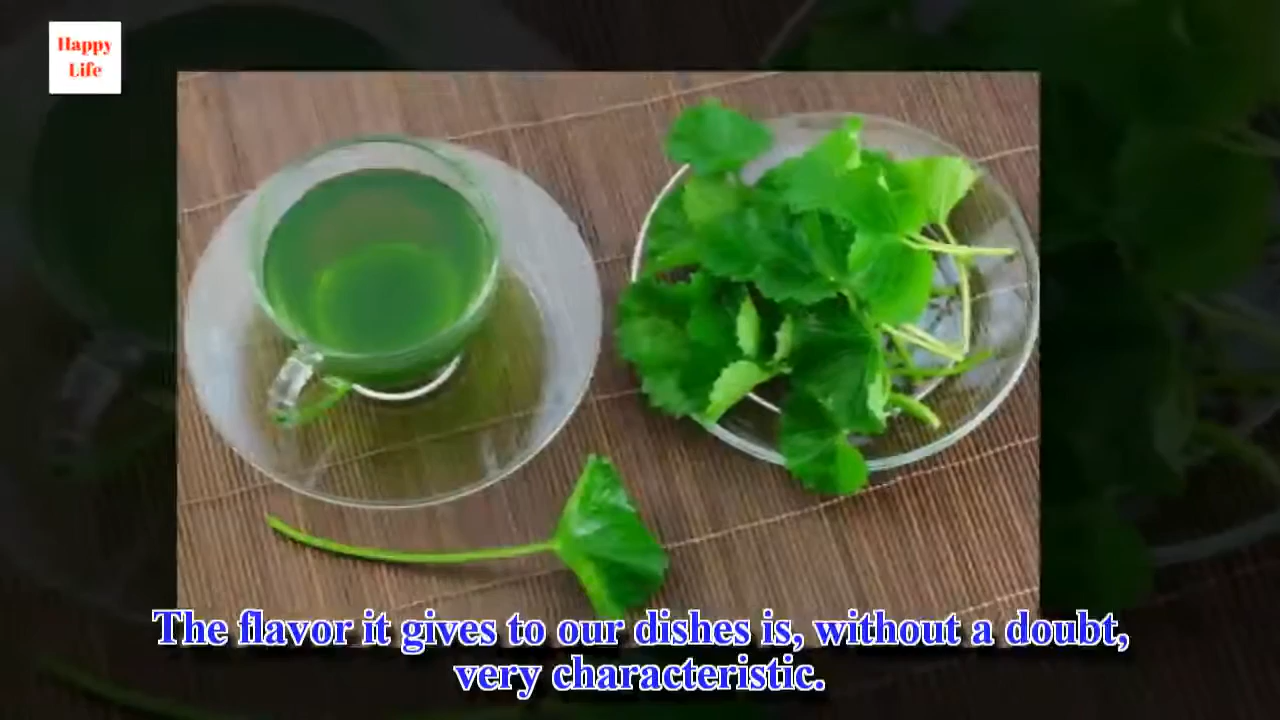 Happy
Life
The flavor it gives to our dishes is, without a doubt,
very characteristic.